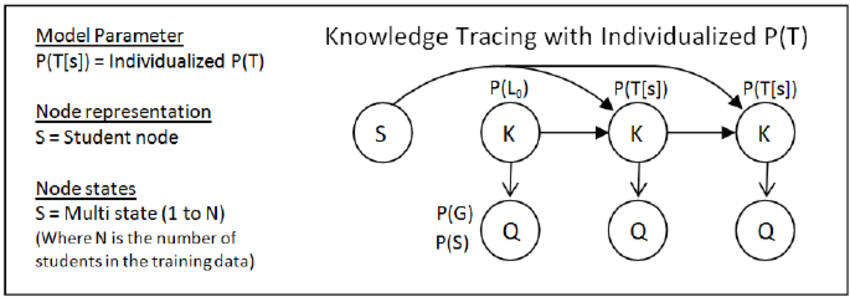 Model Parameter
P(T[s]) = Individualized P(T)
Node representation
S = Student node
Node states
S = Multi state (1 to N)
(Where N is the number of
students in the training data)
Knowledge Tracing with Individualized P(T)
P(L₀) P(T[s]) P(T[s])
S K K K
P(G)
P(S)
Q Q Q